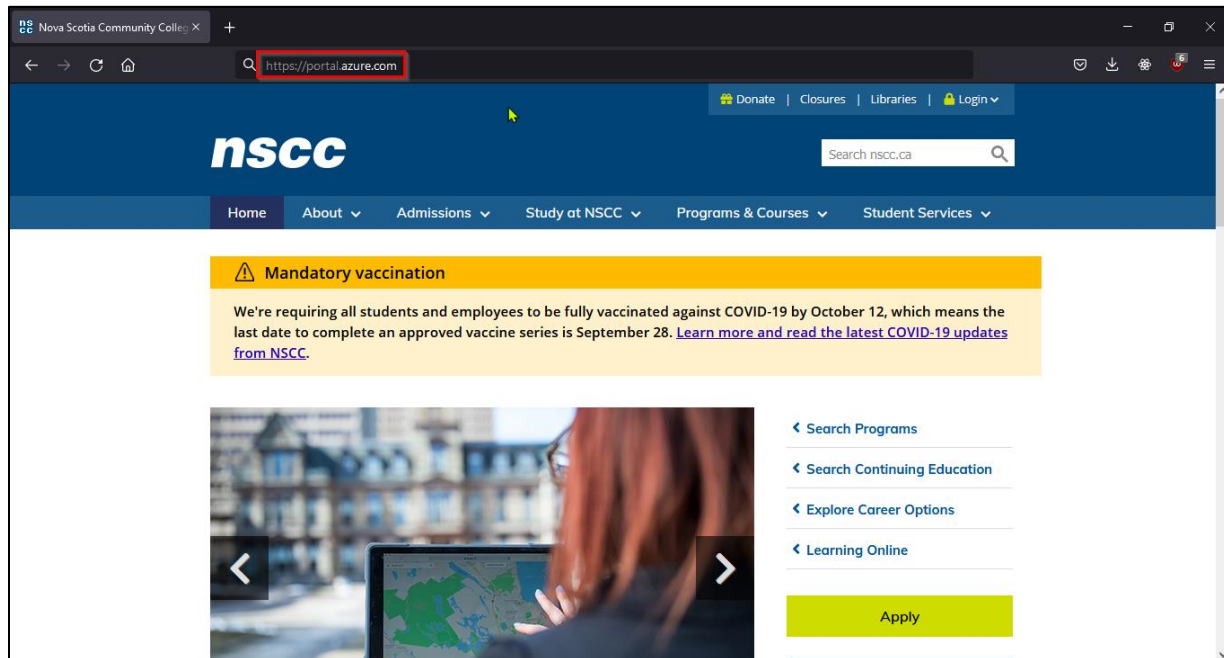 ns
cc
Nova Scotia Community Colleg
https://portal.azure.com
6
Donate | Closures | Libraries | Login
nscc
Search nscc.ca
Home About Admissions Study at NSCC Programs & Courses Student Services
Mandatory vaccination
We're requiring all students and employees to be fully vaccinated against COVID-19 by October 12, which means the
last date to complete an approved vaccine series is September 28. Learn more and read the latest COVID-19 updates
from NSCC.
Search Programs
Search Continuing Education
Explore Career Options
Learning Online
Apply